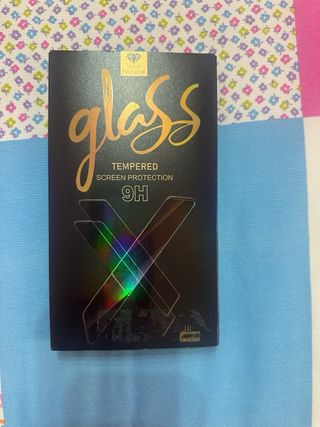 glass
TEMPERED
SCREEN PROTECTION
9H